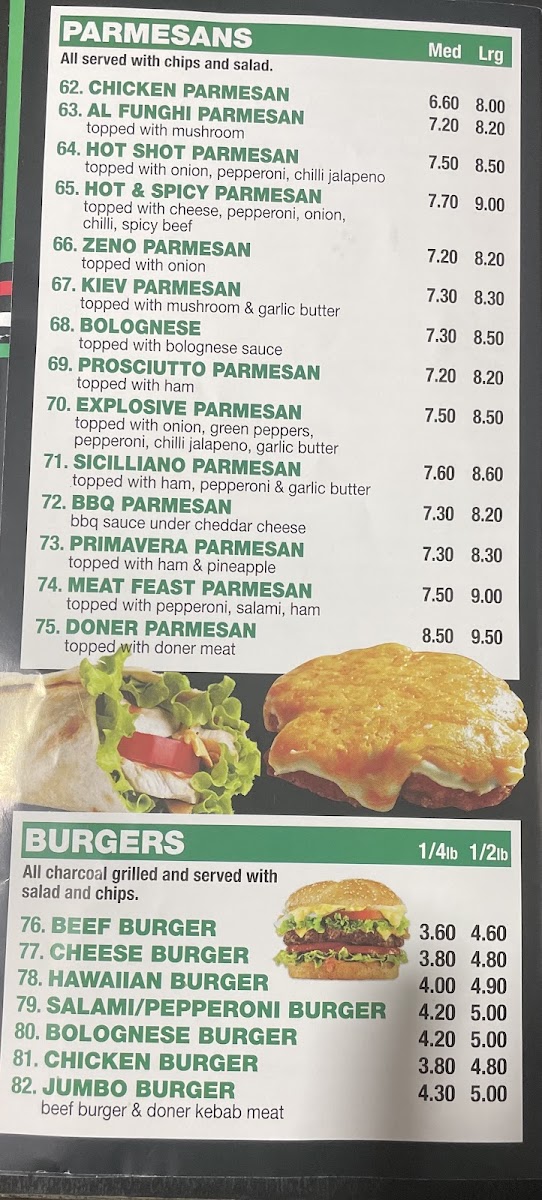 PARMESANS Med Lrg
All served with chips and salad.
62. CHICKEN PARMESAN 6.60 8.00
63. AL FUNGHI PARMESAN 7.20 8.20
topped with mushroom
64. HOT SHOT PARMESAN 7.50 8.50
topped with onion, pepperoni, chilli jalapeno
65. HOT & SPICY PARMESAN 7.70 9.00
topped with cheese, pepperoni, onion,
chilli, spicy beef
66. ZENO PARMESAN 7.20 8.20
topped with onion
67. KIEV PARMESAN 7.30 8.30
topped with mushroom & garlic butter
68. BOLOGNESE 7.30 8.50
topped with bolognese sauce
69. PROSCIUTTO PARMESAN 7.20 8.20
topped with ham
70. EXPLOSIVE PARMESAN 7.50 8.50
topped with onion, green peppers,
pepperoni, chilli jalapeno, garlic butter
71. SICILLIANO PARMESAN 7.60 8.60
topped with ham, pepperoni & garlic butter
72. BBQ PARMESAN 7.30 8.20
bbq sauce under cheddar cheese
73. PRIMAVERA PARMESAN 7.30 8.30
topped with ham & pineapple
74. MEAT FEAST PARMESAN 7.50 9.00
topped with pepperoni, salami, ham
75. DONER PARMESAN 8.50 9.50
topped with doner meat
BURGERS 1/4lb 1/2lb
All charcoal grilled and served with
salad and chips.
76. BEEF BURGER 3.60 4.60
77. CHEESE BURGER 3.80 4.80
78. HAWAIIAN BURGER 4.00 4.90
79. SALAMI/PEPPERONI BURGER 4.20 5.00
80. BOLOGNESE BURGER 4.20 5.00
81. CHICKEN BURGER 3.80 4.80
82. JUMBO BURGER 4.30 5.00
beef burger & doner kebab meat